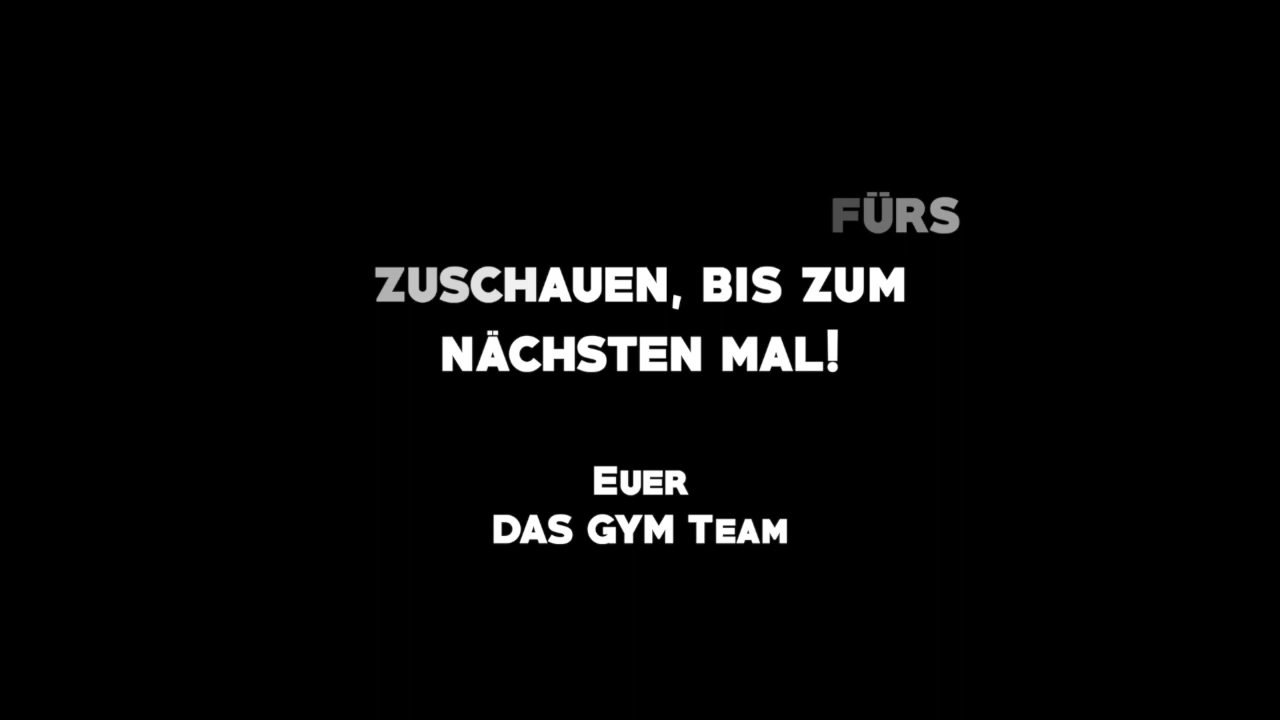 FÜRS
ZUSCHAUEN, BIS ZUM
NÄCHSTEN MAL!
EUER
DAS GYM TEAM